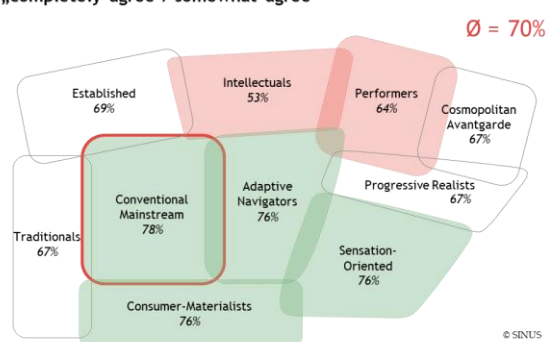 „completely agree / somewhat agree"
Ø = 70%
Intellectuals
53%
Performers
64%
Established
69%
Cosmopolitan
Avantgarde
67%
Adaptive
Navigators
76%
Progressive Realists
67%
Conventional
Mainstream
78%
Traditionals
67%
Sensation-
Oriented
76%
Consumer-Materialists
76%
© SINUS